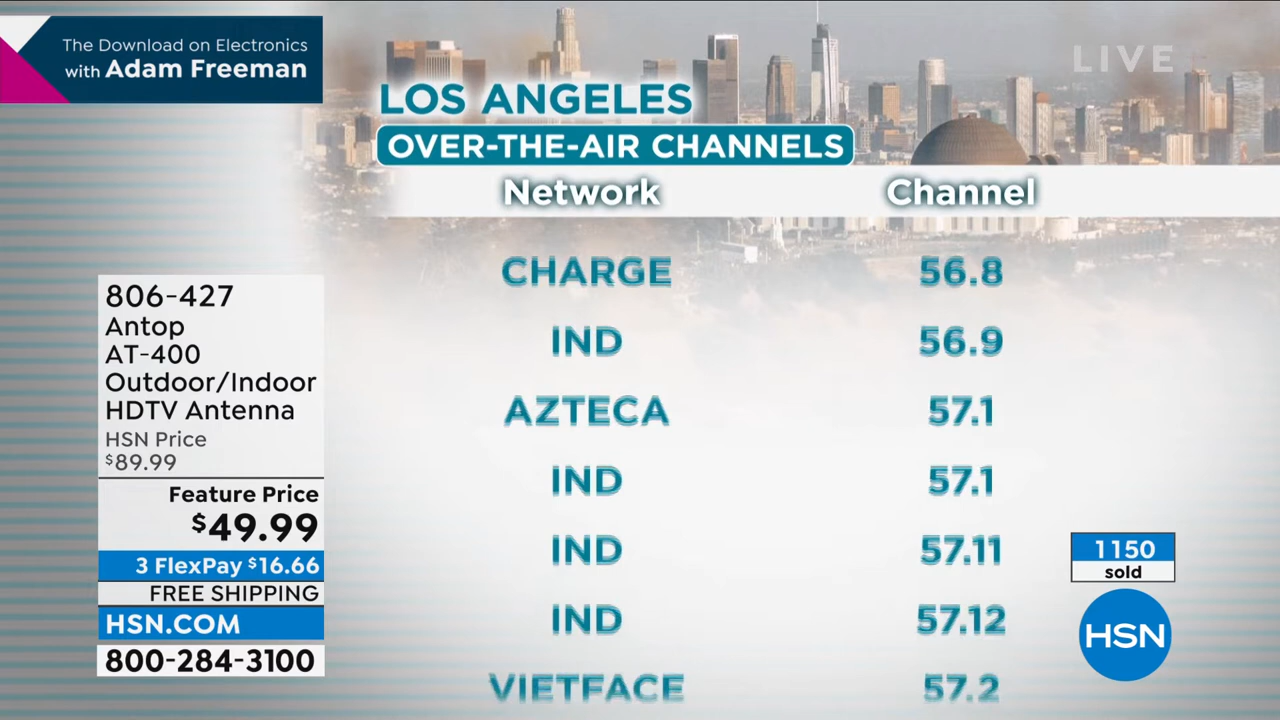 The Download on Electronics
with Adam Freeman
LIVE
LOS ANGELES
OVER-THE-AIR CHANNELS
Network Channel
CHARGE 56.8
IND 56.9
AZTECA 57.1
IND 57.1
IND 57.11
IND 57.12
VIETFACE 57.2
806-427
Antop
AT-400
Outdoor/Indoor
HDTV Antenna
HSN Price
$89.99
Feature Price
$49.99
3 FlexPay $16.66
FREE SHIPPING
HSN.COM
800-284-3100
1150
sold
HSN